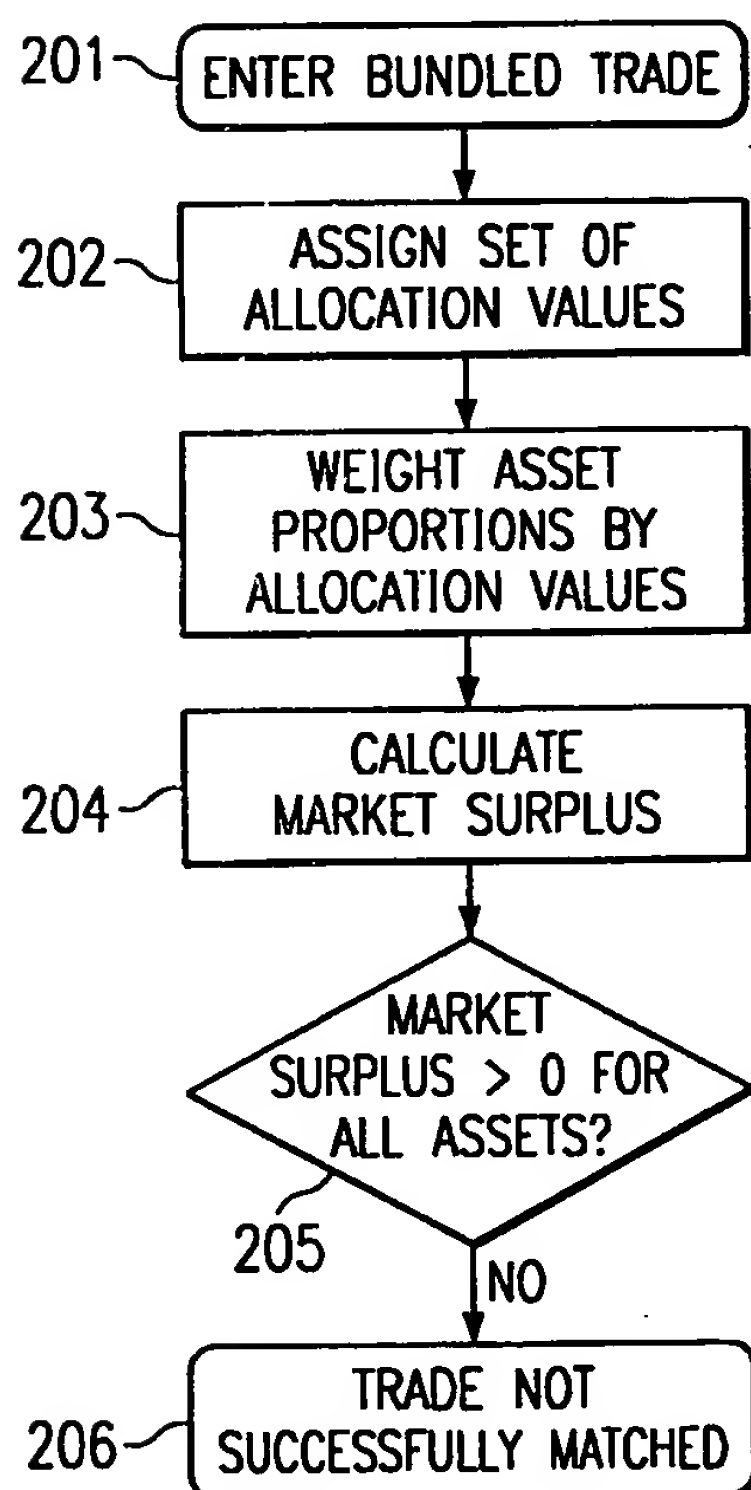 201
ENTER BUNDLED TRADE
202
ASSIGN SET OF
ALLOCATION VALUES
203
WEIGHT ASSET
PROPORTIONS BY
ALLOCATION VALUES
204
CALCULATE
MARKET SURPLUS
MARKET
SURPLUS > 0 FOR
ALL ASSETS?
205
NO
206
TRADE NOT
SUCCESSFULLY MATCHED